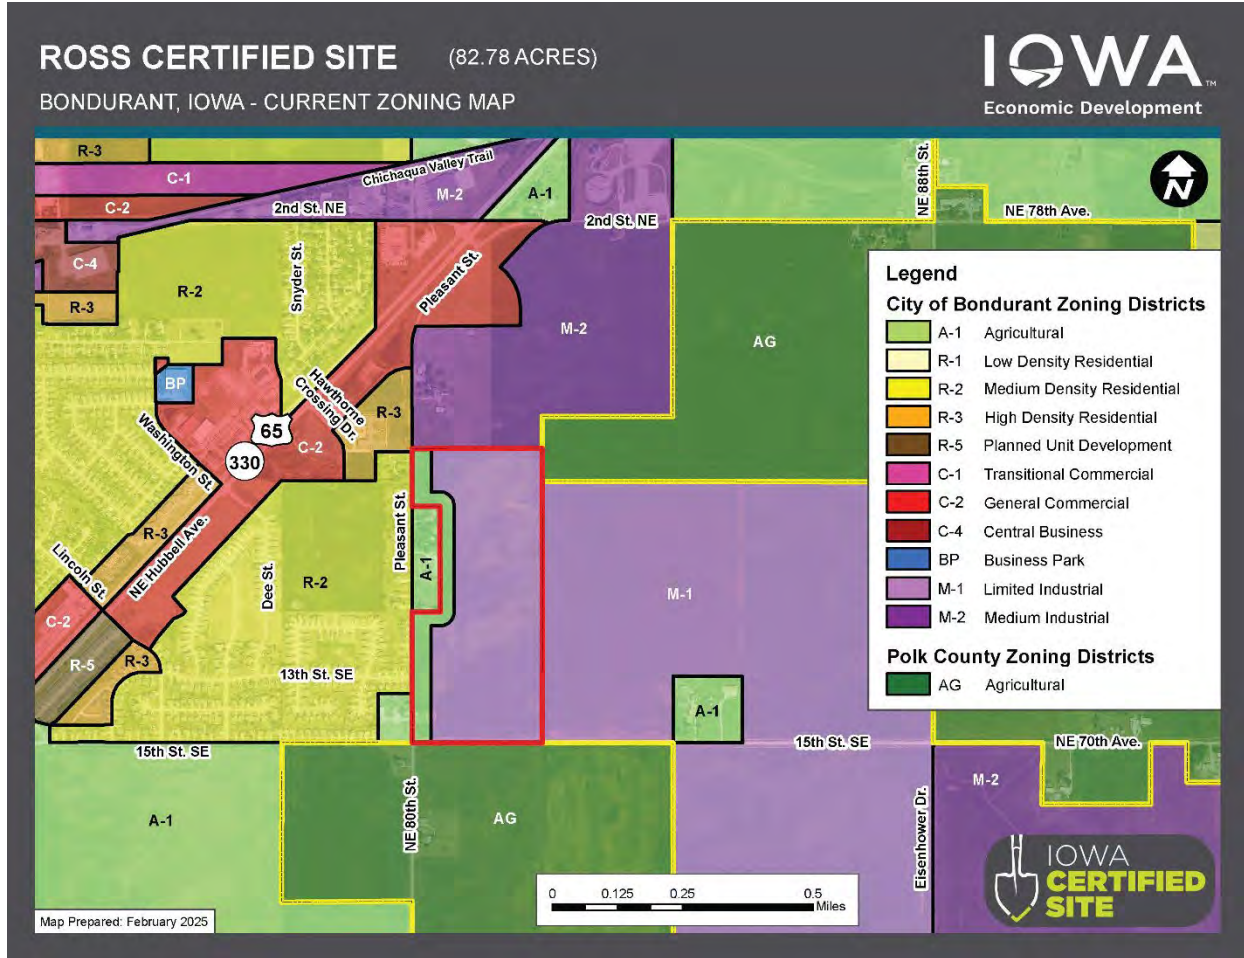 ROSS CERTIFIED SITE (82.78 ACRES)
BONDURANT, IOWA - CURRENT ZONING MAP
IOWA™
Economic Development
R-3
C-1
Chichaqua Valley Trail
M-2
A-1
C-2
2nd St. NE
2nd St. NE
NE 88th St.
N
NE 78th Ave.
C-4
R-3
R-2
Snyder St.
Pleasant St.
M-2
AG
BP
Hawthorne
Crossing Dr.
R-3
65
330
C-2
Washington St.
R-3
NE Hubbell Ave.
Lincoln St.
Pleasant St.
A-1
Dee St.
R-2
M-1
C-2
R-5
R-3
13th St. SE
A-1
15th St. SE
15th St. SE
NE 70th Ave.
A-1
NE 80th St.
AG
Eisenhower Dr.
M-2
Legend
City of Bondurant Zoning Districts
A-1 Agricultural
R-1 Low Density Residential
R-2 Medium Density Residential
R-3 High Density Residential
R-5 Planned Unit Development
C-1 Transitional Commercial
C-2 General Commercial
C-4 Central Business
BP Business Park
M-1 Limited Industrial
M-2 Medium Industrial
Polk County Zoning Districts
AG Agricultural
0 0.125 0.25 0.5
Miles
Map Prepared: February 2025
IOWA
CERTIFIED
SITE